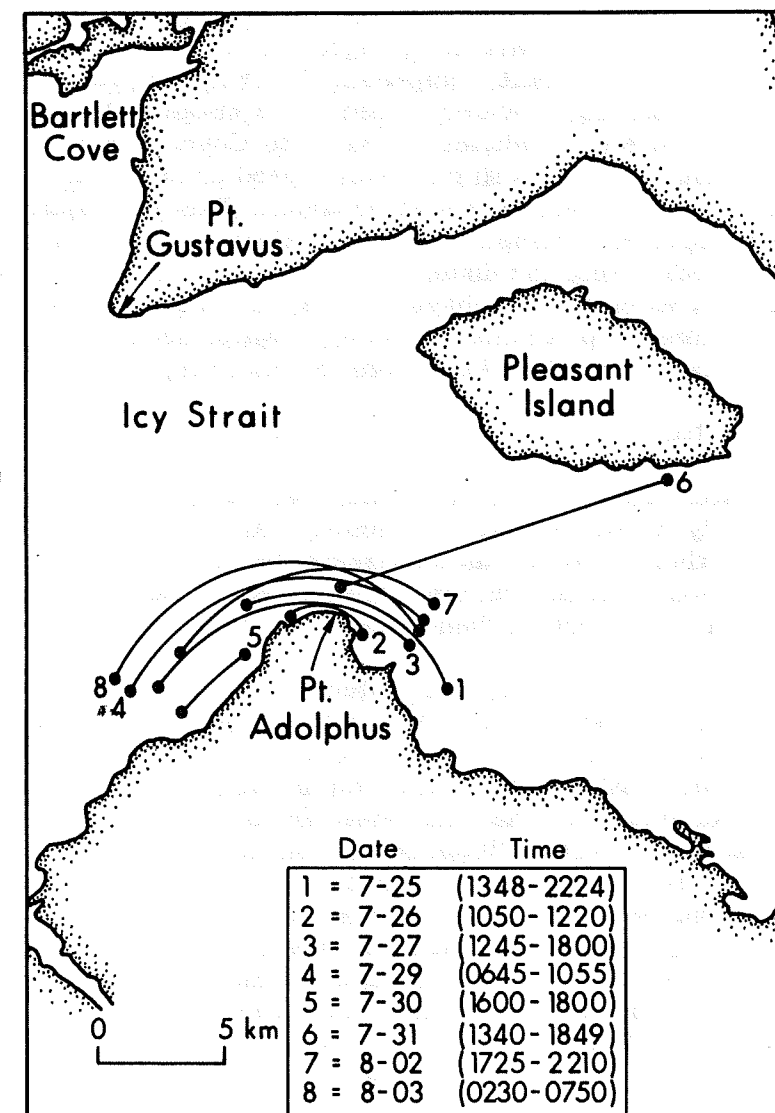 Bartlett
Cove
Pt.
Gustavus
Icy Strait
Pleasant
Island
6
7
5
2
3
8
4
1
Pt.
Adolphus
Date Time
1 = 7-25 (1348-2224)
2 = 7-26 (1050-1220)
3 = 7-27 (1245-1800)
4 = 7-29 (0645-1055)
5 = 7-30 (1600-1800)
6 = 7-31 (1340-1849)
7 = 8-02 (1725-2210)
8 = 8-03 (0230-0750)
0 5 km